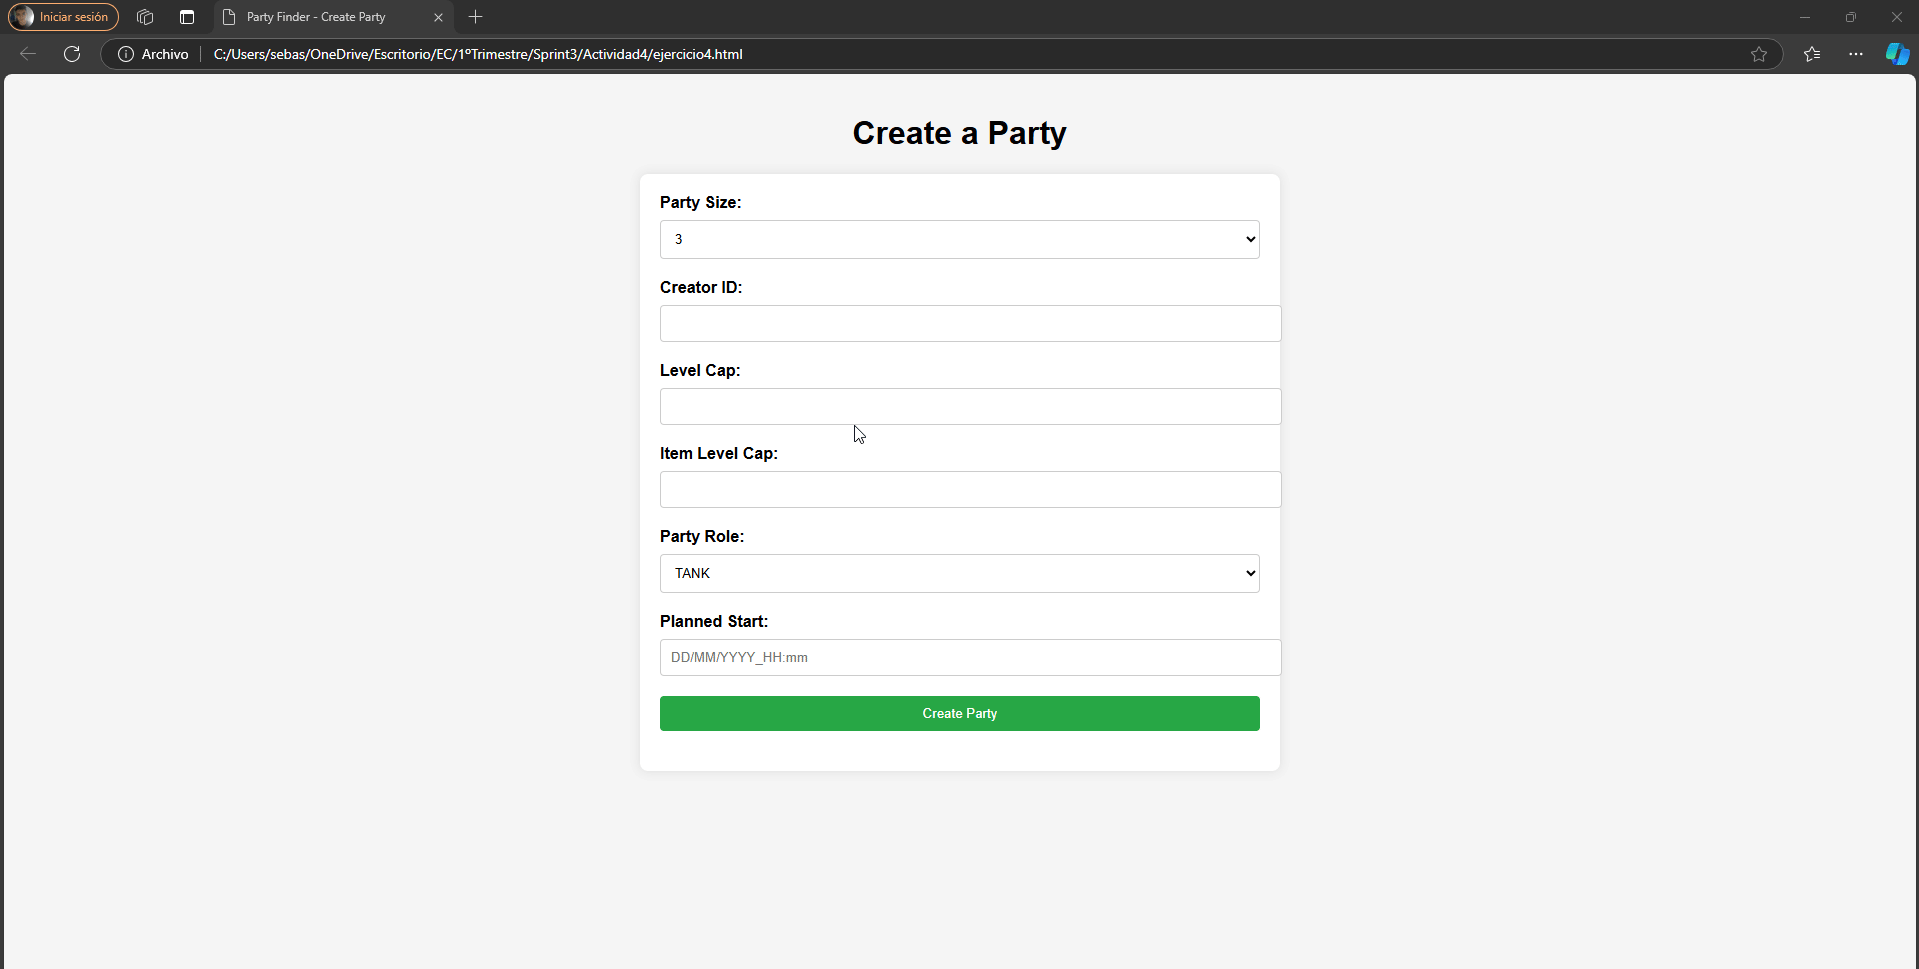 Iniciar sesión
Party Finder - Create Party
Archivo
C:/Users/sebas/OneDrive/Escritorio/EC/1ºTrimestre/Sprint3/Actividad4/ejercicio4.html
Create a Party
Party Size:
3
Creator ID:
Level Cap:
Item Level Cap:
Party Role:
TANK
Planned Start:
DD/MM/YYYY_HH:mm
Create Party